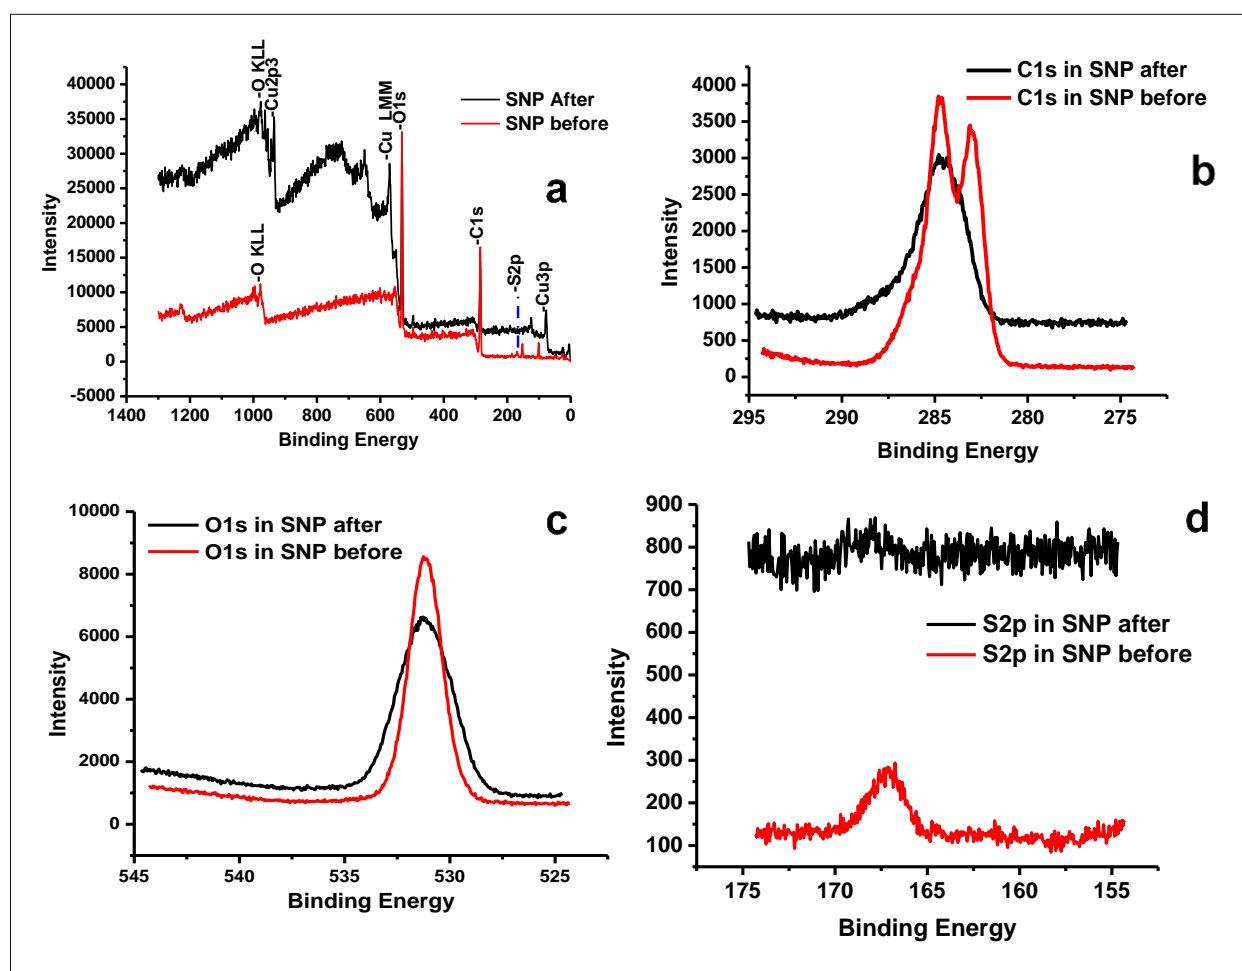 40000
35000
30000
25000
20000
15000
10000
5000
0
-5000
1400
1200
1000
800
600
400
200
0
Intensity
Binding Energy
SNP After
SNP before
-O KLL
-Cu2p3
-Cu LMM
-O1s
-O KLL
-C1s
-S2p
-Cu3p
a
4000
3500
3000
2500
2000
1500
1000
500
0
295
290
285
280
275
Intensity
Binding Energy
C1s in SNP after
C1s in SNP before
b
10000
8000
6000
4000
2000
0
545
540
535
530
525
Intensity
Binding Energy
O1s in SNP after
O1s in SNP before
c
900
800
700
600
500
400
300
200
100
175
170
165
160
155
Intensity
Binding Energy
S2p in SNP after
S2p in SNP before
d